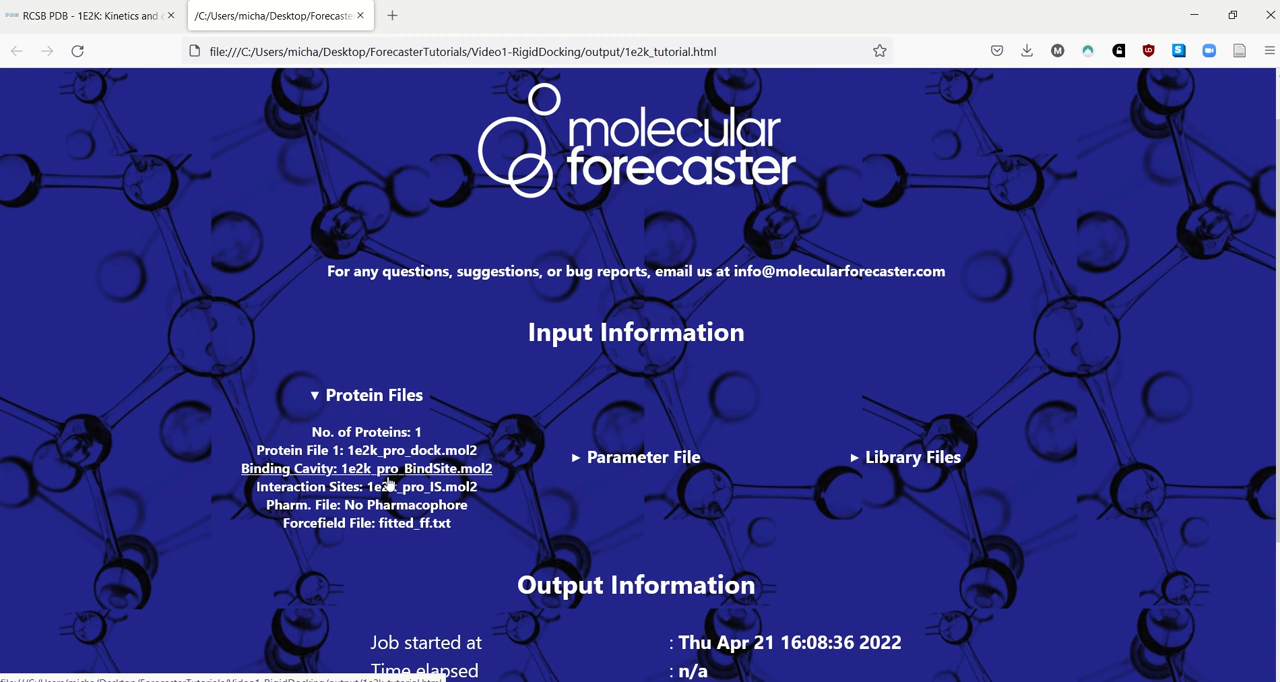 RCSB PDB - 1E2K: Kinetics and
/C:/Users/micha/Desktop/Forecaste
file:///C:/Users/micha/Desktop/ForecasterTutorials/Video1-RigidDocking/output/1e2k_tutorial.html
molecular
forecaster
For any questions, suggestions, or bug reports, email us at info@molecularforecaster.com
Input Information
▼ Protein Files
No. of Proteins: 1
Protein File 1: 1e2k_pro_dock.mol2
Binding Cavity: 1e2k_pro_BindSite.mol2
Interaction Sites: 1e2k_pro_IS.mol2
Pharm. File: No Pharmacophore
Forcefield File: fitted_ff.txt
► Parameter File
► Library Files
Output Information
Job started at : Thu Apr 21 16:08:36 2022
Time elapsed : n/a